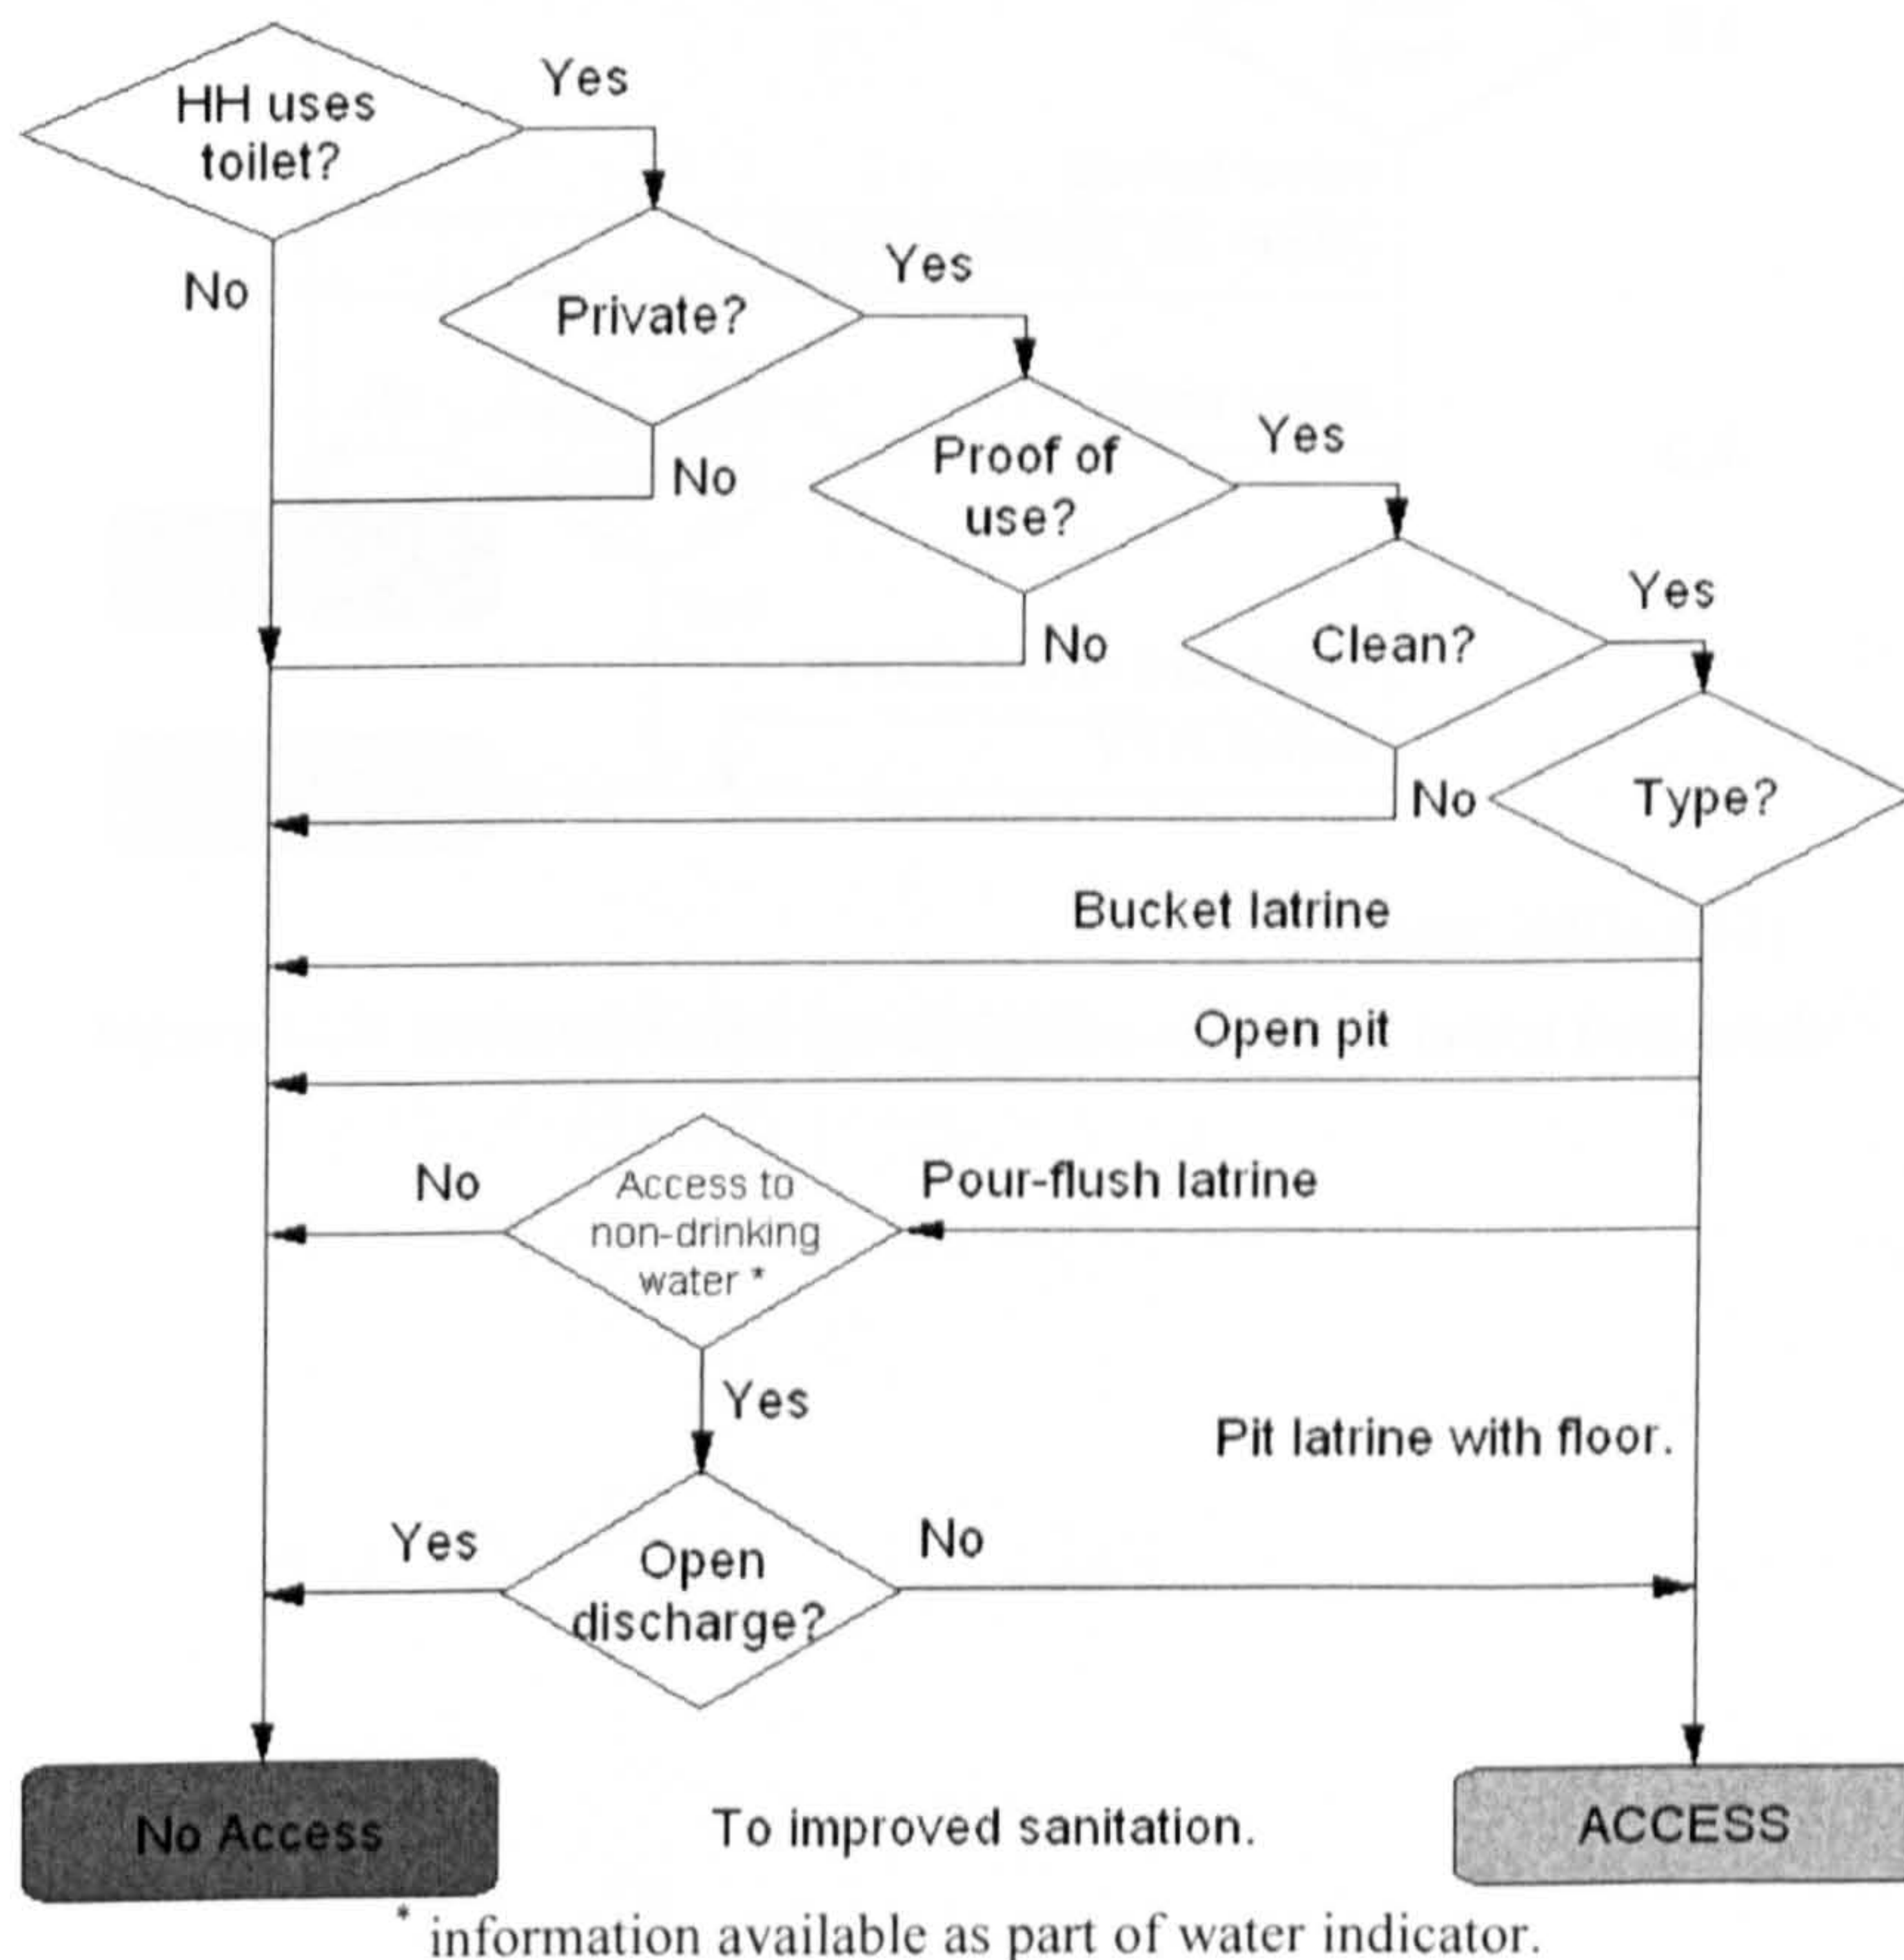 HH uses
toilet?
Yes
No
Private?
Yes
No
Proof of
use?
Yes
No
Clean?
Yes
No
Type?
Bucket latrine
Open pit
Pour-flush latrine
Access to
non-drinking
water *
No
Yes
Pit latrine with floor.
Open
discharge?
Yes
No
No Access
To improved sanitation.
ACCESS
* information available as part of water indicator.